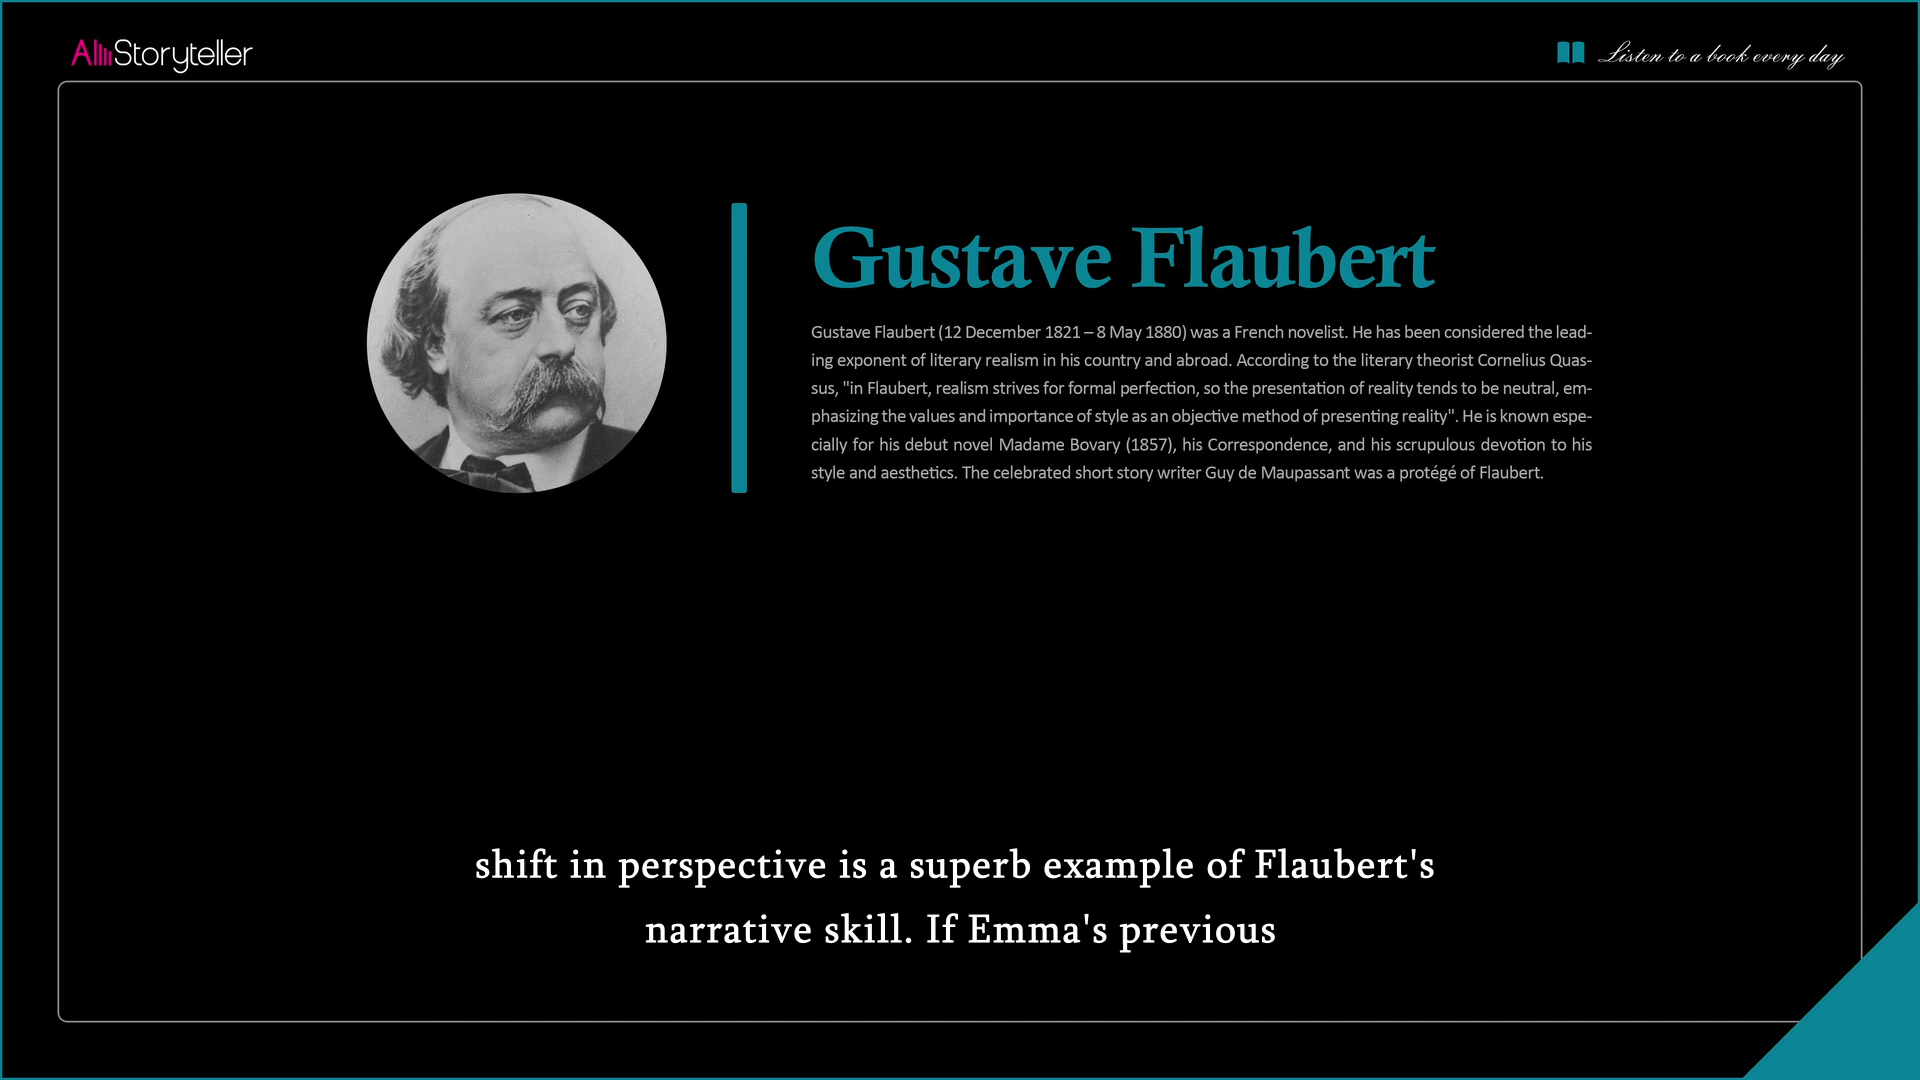 AllStoryteller
Listen to a book every day
Gustave Flaubert
Gustave Flaubert (12 December 1821 – 8 May 1880) was a French novelist. He has been considered the lead-
ing exponent of literary realism in his country and abroad. According to the literary theorist Cornelius Quas-
sus, "in Flaubert, realism strives for formal perfection, so the presentation of reality tends to be neutral, em-
phasizing the values and importance of style as an objective method of presenting reality". He is known espe-
cially for his debut novel Madame Bovary (1857), his Correspondence, and his scrupulous devotion to his
style and aesthetics. The celebrated short story writer Guy de Maupassant was a protégé of Flaubert.
shift in perspective is a superb example of Flaubert's
narrative skill. If Emma's previous